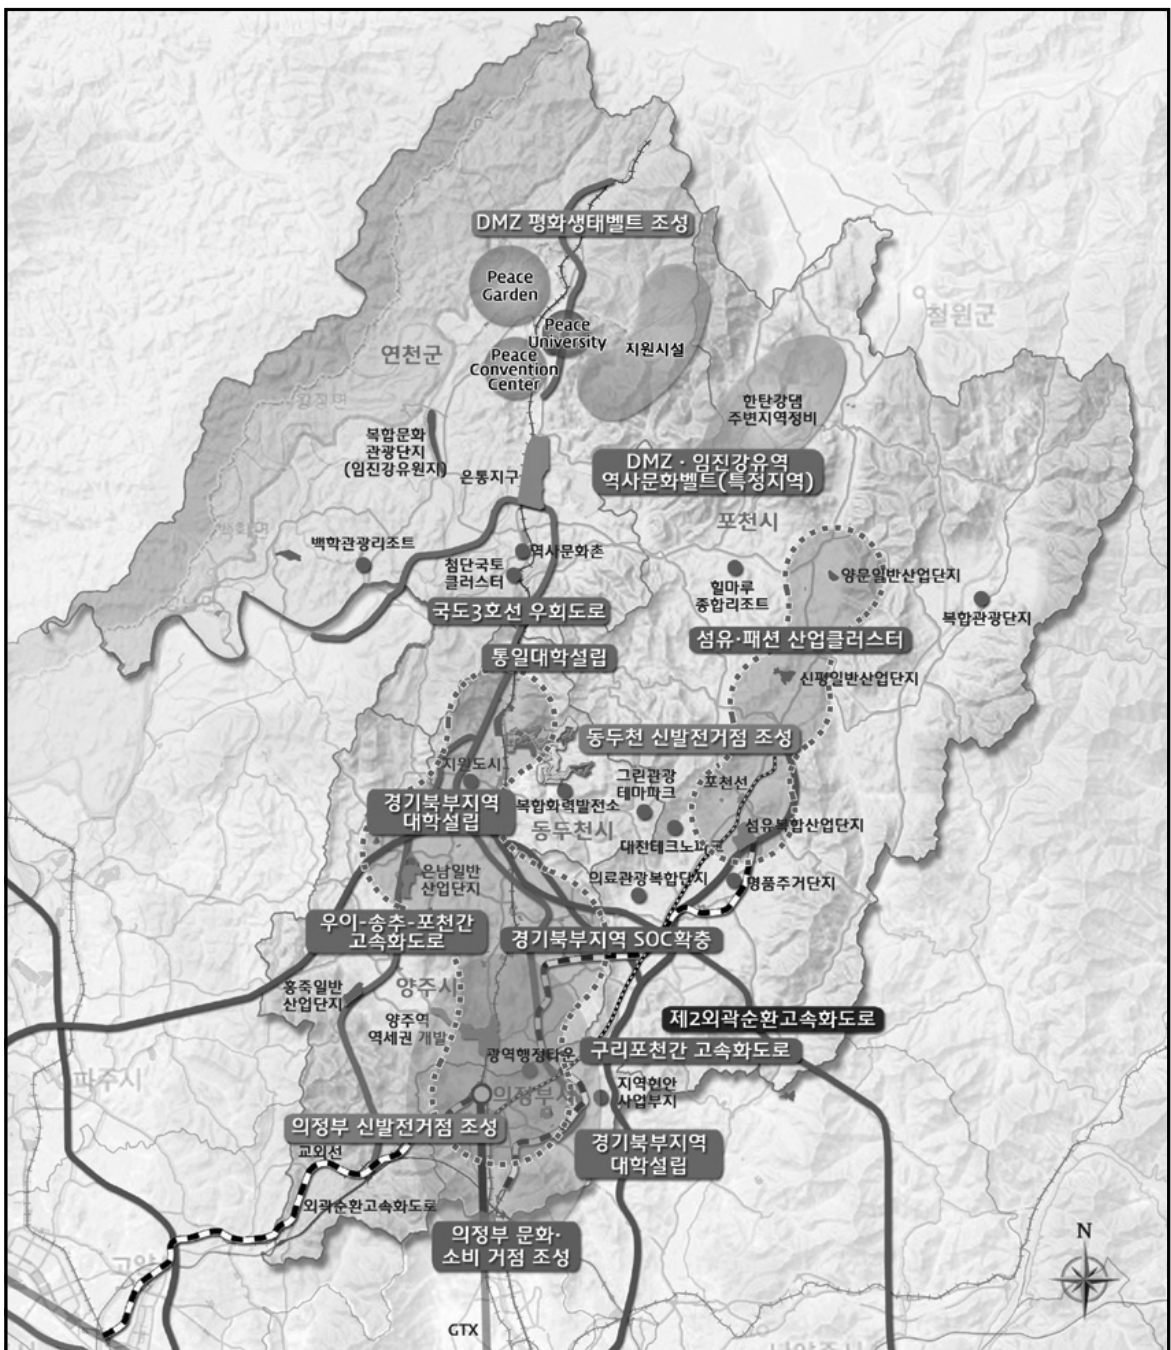 DMZ 평화생태벨트 조성
Peace
Garden
철원군
Peace
University
연천군
지원시설
Peace
Convention
Center
한탄강댐
주변지역정비
복합문화
관광단지
(임진강유원지)
은통지구
DMZ · 임진강유역
역사문화벨트(특정지역)
포천시
백학면
백학관광리조트
역사문화촌
첨단국토
클러스터
힐마루
종합리조트
양문일반산업단지
복합관광단지
국도3호선 우회도로
섬유·패션 산업클러스터
통일대학설립
신평일반산업단지
동두천 신발전거점 조성
지원도시
그린관광
테마파크
포천선
경기북부지역
대학설립
복합화력발전소
동두천시
대진테크노파크
섬유복합산업단지
은남일반
산업단지
의료관광복합단지
명품주거단지
우이-송추-포천간
고속화도로
경기북부지역 SOC확충
홍죽일반
산업단지
양주시
양주역
역세권 개발
제2외곽순환고속화도로
구리포천간 고속화도로
광역행정타운
파주시
의정부시
지역현안
사업부지
의정부 신발전거점 조성
교외선
경기북부지역
대학설립
외곽순환고속화도로
의정부 문화·
소비 거점 조성
N
GTX